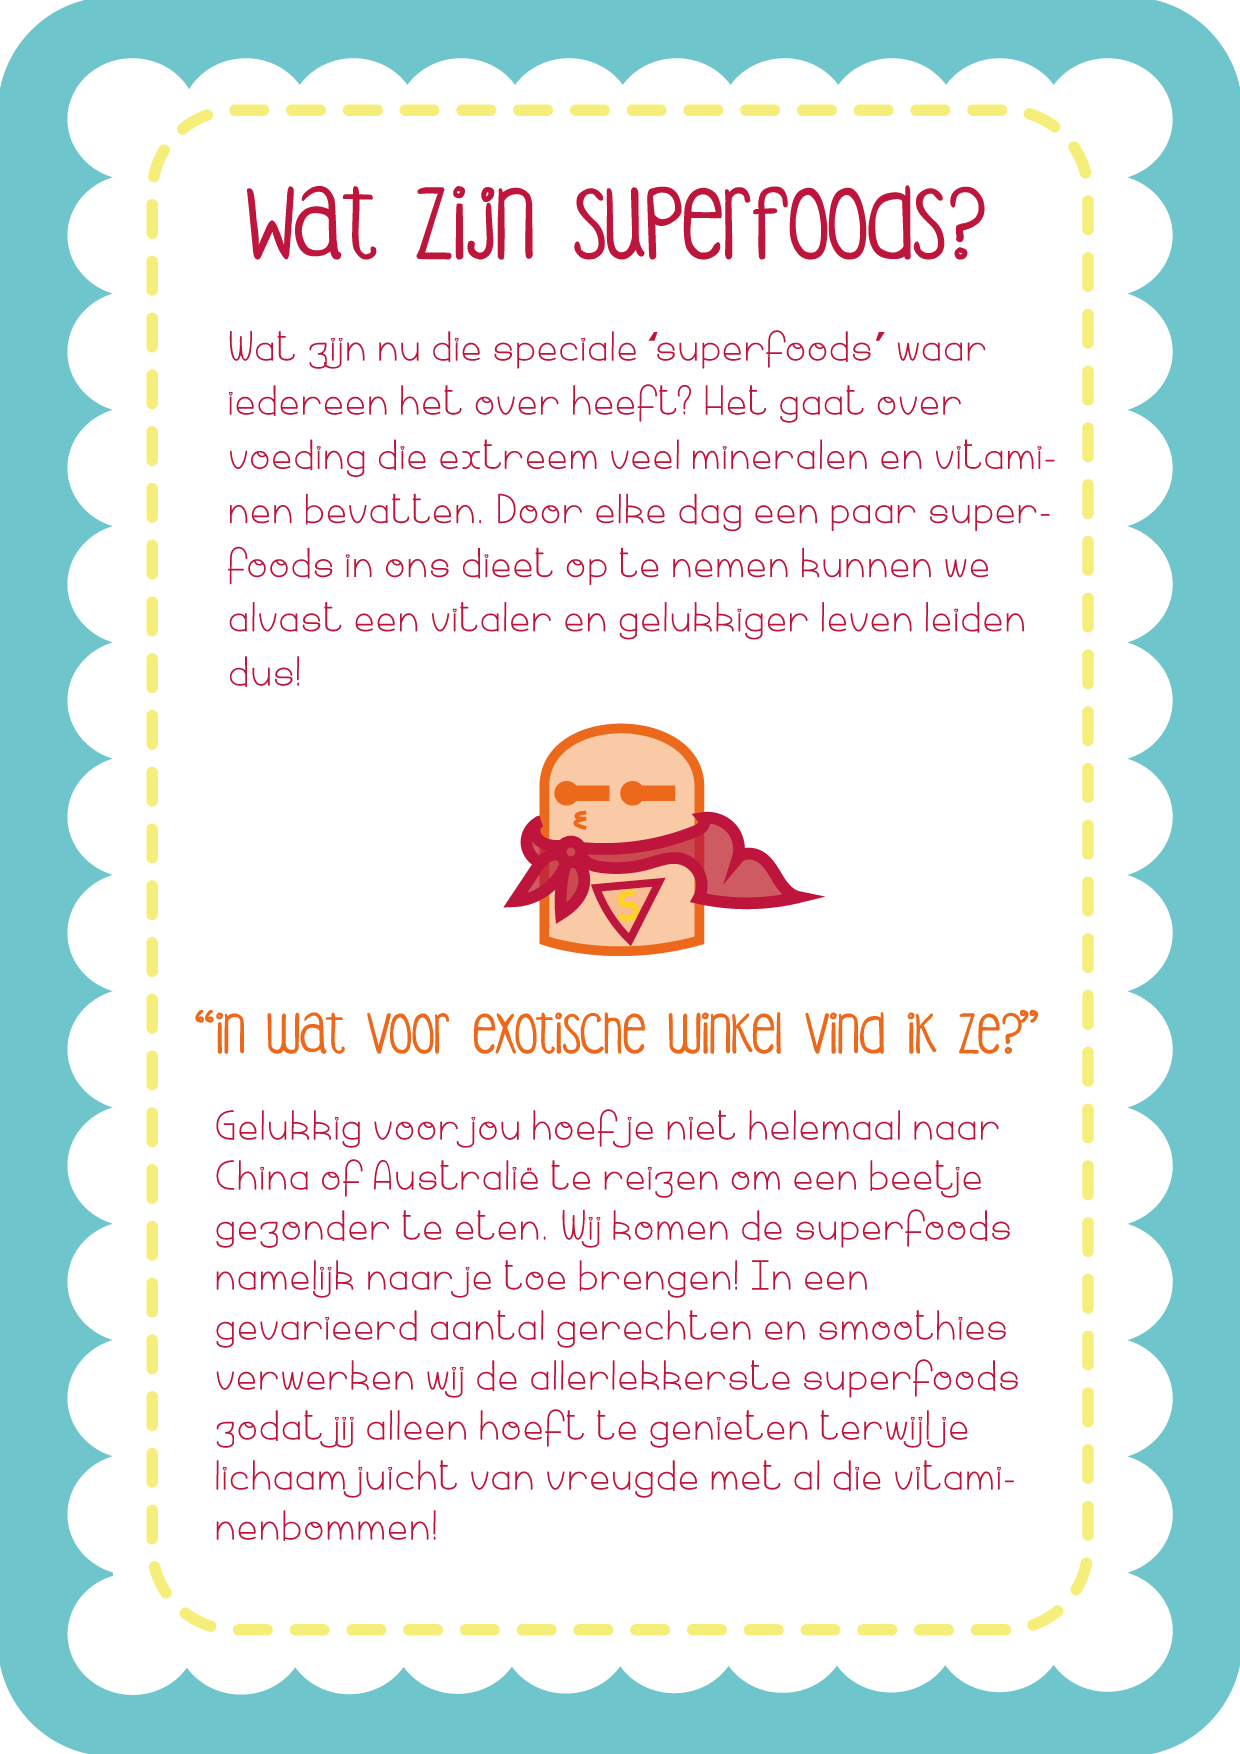 Wat zijn superfoods?
Wat zijn nu die speciale ‘superfoods’ waar
iedereen het over heeft? Het gaat over
voeding die extreem veel mineralen en vitami-
nen bevatten. Door elke dag een paar super-
foods in ons dieet op te nemen kunnen we
alvast een vitaler en gelukkiger leven leiden
dus!
S
“in wat voor exotische winkel vind ik ze?”
Gelukkig voor jou hoef je niet helemaal naar
China of Australië te reizen om een beetje
gezonder te eten. Wij komen de superfoods
namelijk naar je toe brengen! In een
gevarieerd aantal gerechten en smoothies
verwerken wij de allerlekkerste superfoods
zodat jij alleen hoeft te genieten terwijl je
lichaam juicht van vreugde met al die vitami-
nenbommen!